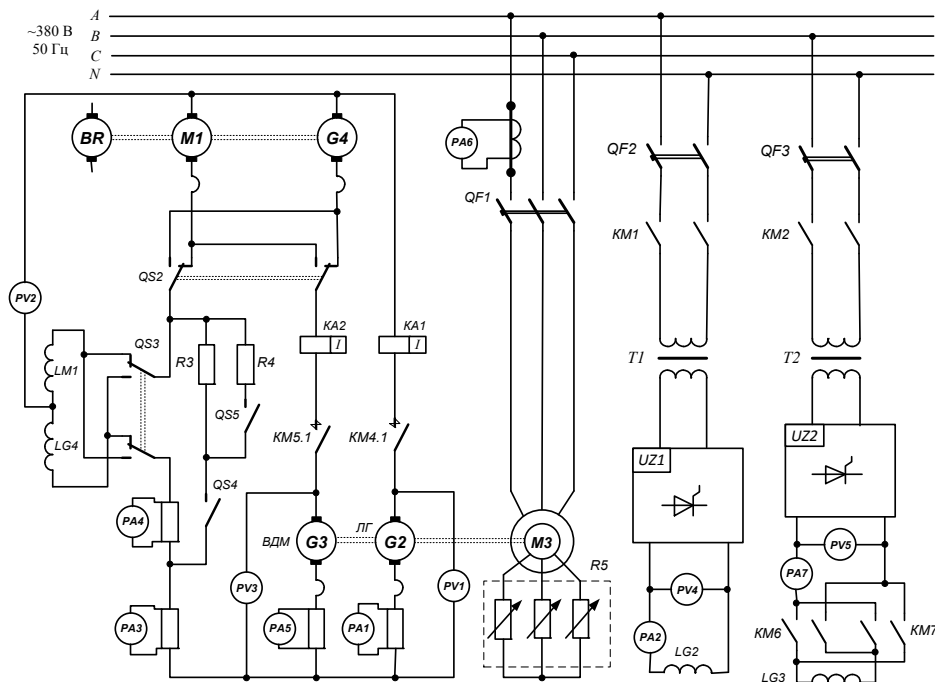 A
~380 В
B
50 Гц
C
N
BR
M1
G4
PA6
QF2
QF3
QF1
KM1
KM2
QS2
PV2
KA2
KA1
QS3
I
I
LM1
R3
R4
T1
T2
QS5
LG4
KM5.1
KM4.1
UZ2
UZ1
QS4
PA4
ВДМ
G3
ЛГ
G2
M3
PV5
R5
PA7
PV3
PV1
PV4
PA3
PA5
PA1
PA2
KM6
KM7
LG2
LG3